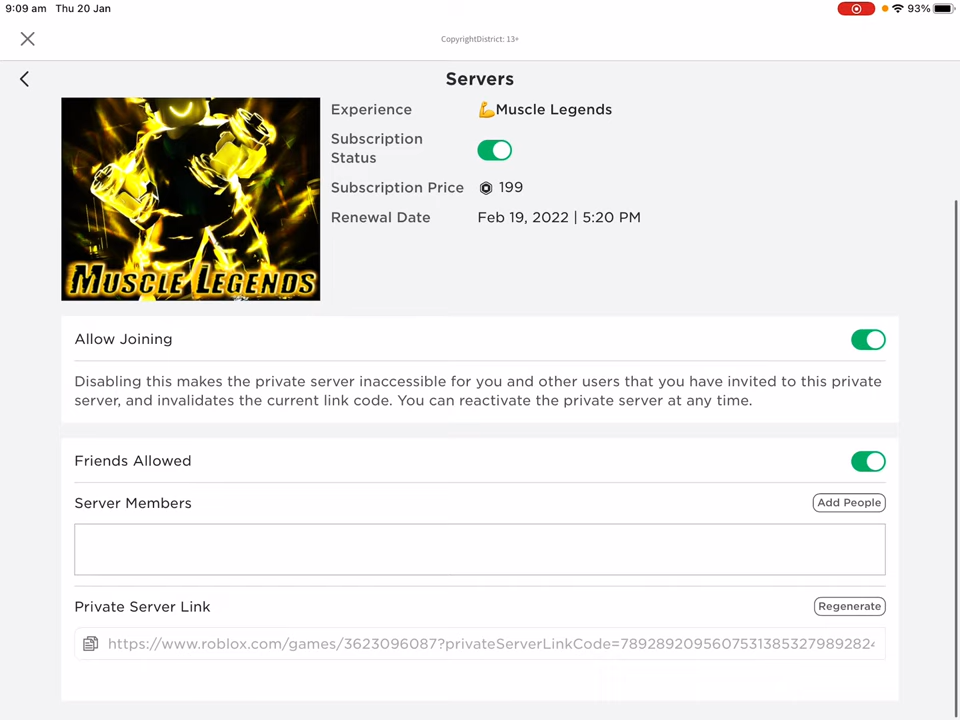 9:09 am Thu 20 Jan
93%
CopyrightDistrict: 13+
Servers
Experience 💪Muscle Legends
Subscription Status
Subscription Price 199
Renewal Date Feb 19, 2022 | 5:20 PM
MUSCLE LEGENDS
Allow Joining
Disabling this makes the private server inaccessible for you and other users that you have invited to this private
server, and invalidates the current link code. You can reactivate the private server at any time.
Friends Allowed
Server Members Add People
Private Server Link Regenerate
https://www.roblox.com/games/3623096087?privateServerLinkCode=7892892095607531385327989282